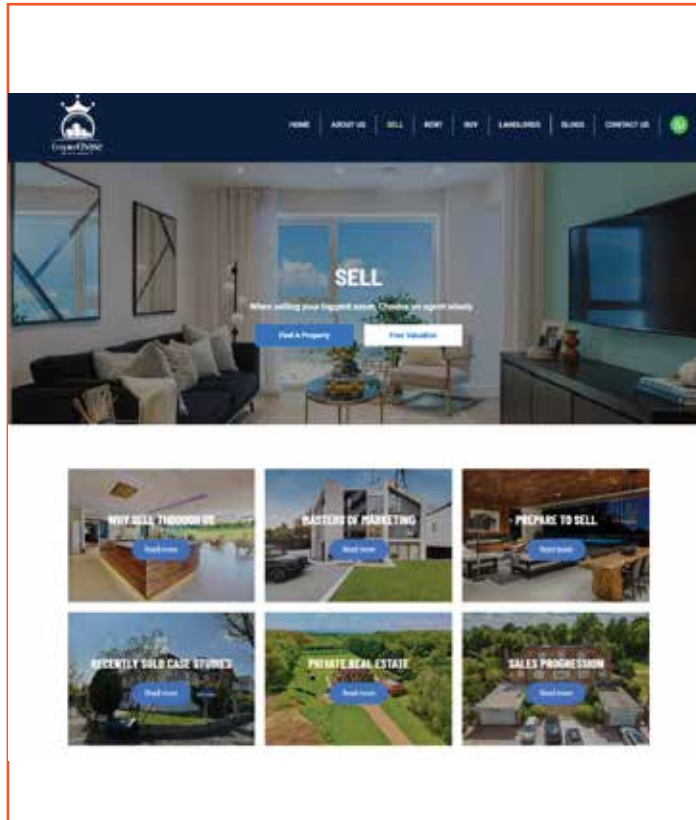 HOME ABOUT US SELL RENT BUY LANDLORDS BLOGS CONTACT US
SELL
When selling your biggest asset, Choose an agent wisely
Find A Property Free Valuation
WHY SELL THROUGH US MASTERS OF MARKETING PREPARE TO SELL
Read more Read more Read more
RECENTLY SOLD CASE STUDIES PRIVATE REAL ESTATE SALES PROGRESSION
Read more Read more Read more